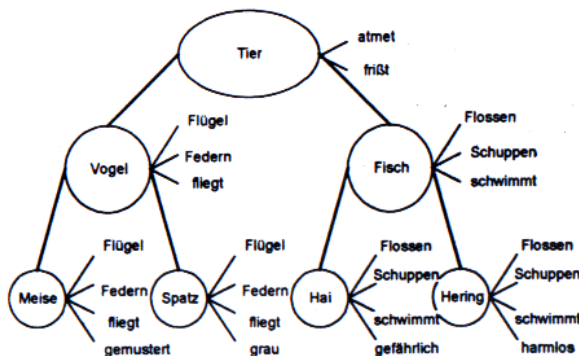 Tier
atmet
frißt
Vogel
Flügel
Federn
fliegt
Fisch
Flossen
Schuppen
schwimmt
Meise
Flügel
Federn
fliegt
gemustert
Spatz
Flügel
Federn
fliegt
grau
Hai
Flossen
Schuppen
schwimmt
gefährlich
Hering
Flossen
Schuppen
schwimmt
harmlos